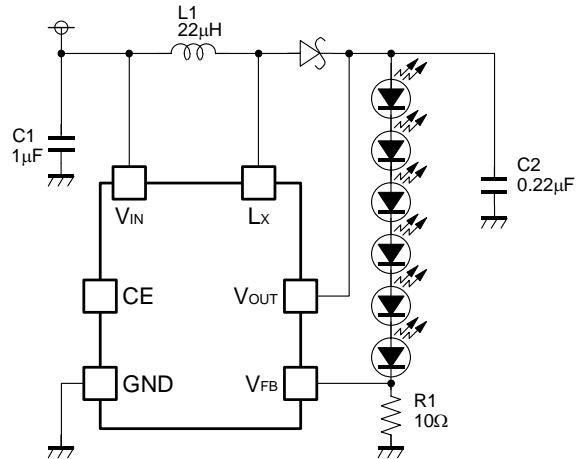 L1
22μH
C1
1μF
C2
0.22μF
VIN
LX
CE
VOUT
GND
VFB
R1
10Ω